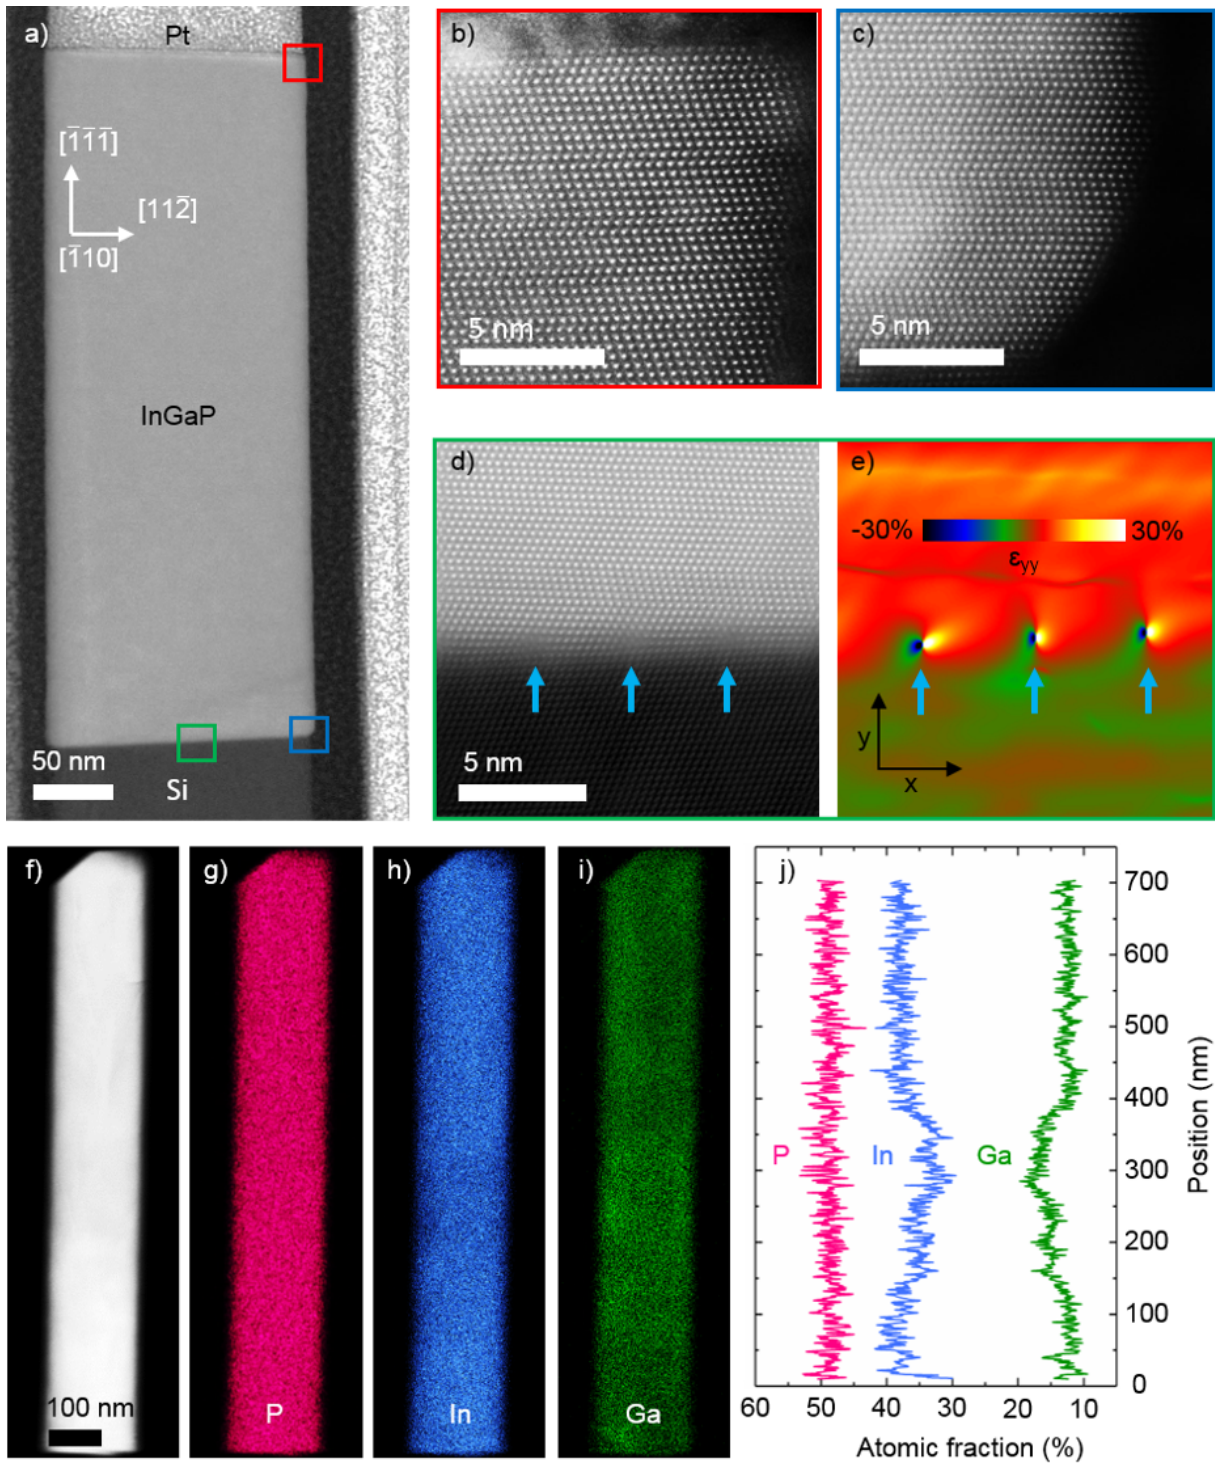 a)
Pt
[1̅1̅1̅]
[112̅]
[1̅10]
InGaP
50 nm
Si
b)
5 nm
c)
5 nm
d)
5 nm
e)
-30%
30%
εyy
y
x
f)
100 nm
g)
P
h)
In
i)
Ga
j)
700
600
500
400
300
200
100
0
P
In
Ga
Position (nm)
60 50 40 30 20 10
Atomic fraction (%)